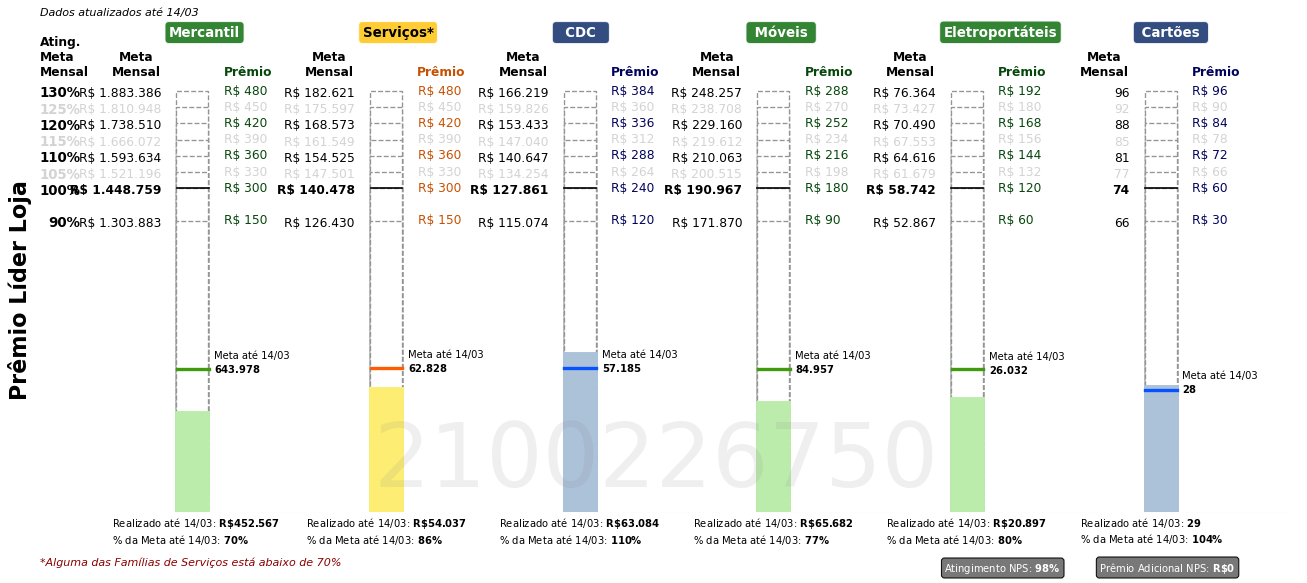 Dados atualizados até 14/03
Mercantil Serviços* CDC Móveis Eletroportáteis Cartões
Ating. Meta Mensal Meta Mensal Prêmio Meta Mensal Prêmio Meta Mensal Prêmio Meta Mensal Prêmio Meta Mensal Prêmio Meta Mensal Prêmio
130% R$ 1.883.386 R$ 480 R$ 182.621 R$ 480 R$ 166.219 R$ 384 R$ 248.257 R$ 288 R$ 76.364 R$ 192 96 R$ 96
125% R$ 1.810.948 R$ 450 R$ 175.597 R$ 450 R$ 159.826 R$ 360 R$ 238.708 R$ 270 R$ 73.427 R$ 180 92 R$ 90
120% R$ 1.738.510 R$ 420 R$ 168.573 R$ 420 R$ 153.433 R$ 336 R$ 229.160 R$ 252 R$ 70.490 R$ 168 88 R$ 84
115% R$ 1.666.072 R$ 390 R$ 161.549 R$ 390 R$ 147.040 R$ 312 R$ 219.612 R$ 234 R$ 67.553 R$ 156 85 R$ 78
110% R$ 1.593.634 R$ 360 R$ 154.525 R$ 360 R$ 140.647 R$ 288 R$ 210.063 R$ 216 R$ 64.616 R$ 144 81 R$ 72
105% R$ 1.521.196 R$ 330 R$ 147.501 R$ 330 R$ 134.254 R$ 264 R$ 200.515 R$ 198 R$ 61.679 R$ 132 77 R$ 66
100% R$ 1.448.759 R$ 300 R$ 140.478 R$ 300 R$ 127.861 R$ 240 R$ 190.967 R$ 180 R$ 58.742 R$ 120 74 R$ 60
90% R$ 1.303.883 R$ 150 R$ 126.430 R$ 150 R$ 115.074 R$ 120 R$ 171.870 R$ 90 R$ 52.867 R$ 60 66 R$ 30
Prêmio Líder Loja
Meta até 14/03 Meta até 14/03 Meta até 14/03 Meta até 14/03 Meta até 14/03 Meta até 14/03
643.978 62.828 57.185 84.957 26.032 28
2100226750
Realizado até 14/03: R$452.567 Realizado até 14/03: R$54.037 Realizado até 14/03: R$63.084 Realizado até 14/03: R$65.682 Realizado até 14/03: R$20.897 Realizado até 14/03: 29
% da Meta até 14/03: 70% % da Meta até 14/03: 86% % da Meta até 14/03: 110% % da Meta até 14/03: 77% % da Meta até 14/03: 80% % da Meta até 14/03: 104%
*Alguma das Famílias de Serviços está abaixo de 70% Atingimento NPS: 98% Prêmio Adicional NPS: R$0